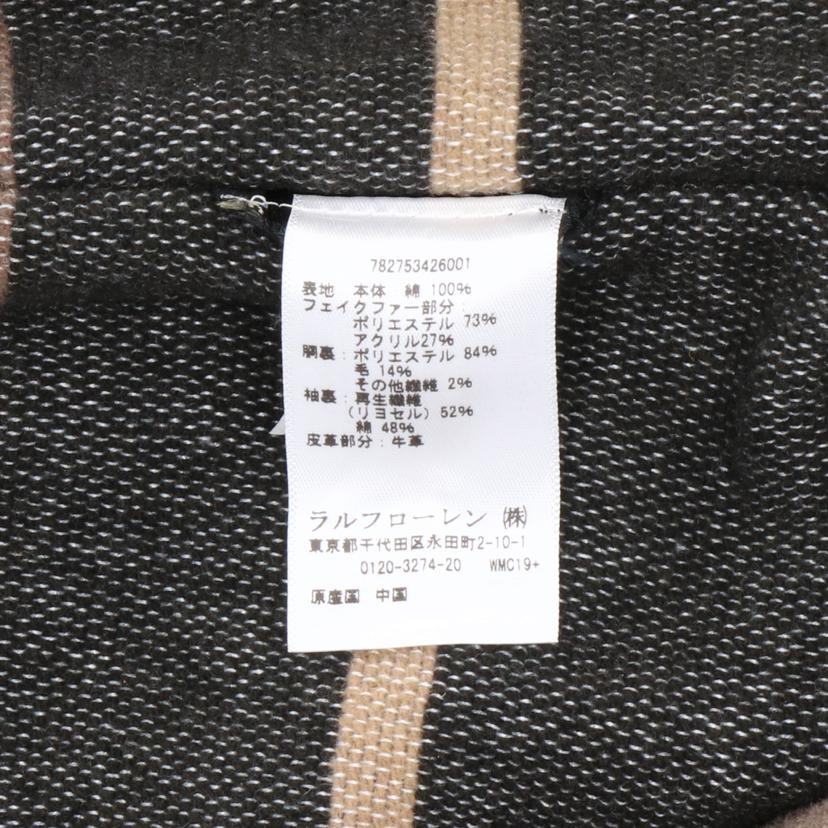 782753426001
表地 本体 綿 100%
フェイクファー部分：
ポリエステル 73%
アクリル27%
胴裏：ポリエステル 84%
毛 14%
その他繊維 2%
袖裏：再生繊維
（リヨセル）52%
綿 48%
皮革部分：牛革
ラルフローレン ㈱
東京都千代田区永田町2-10-1
0120-3274-20 WMC19+
原産国 中国